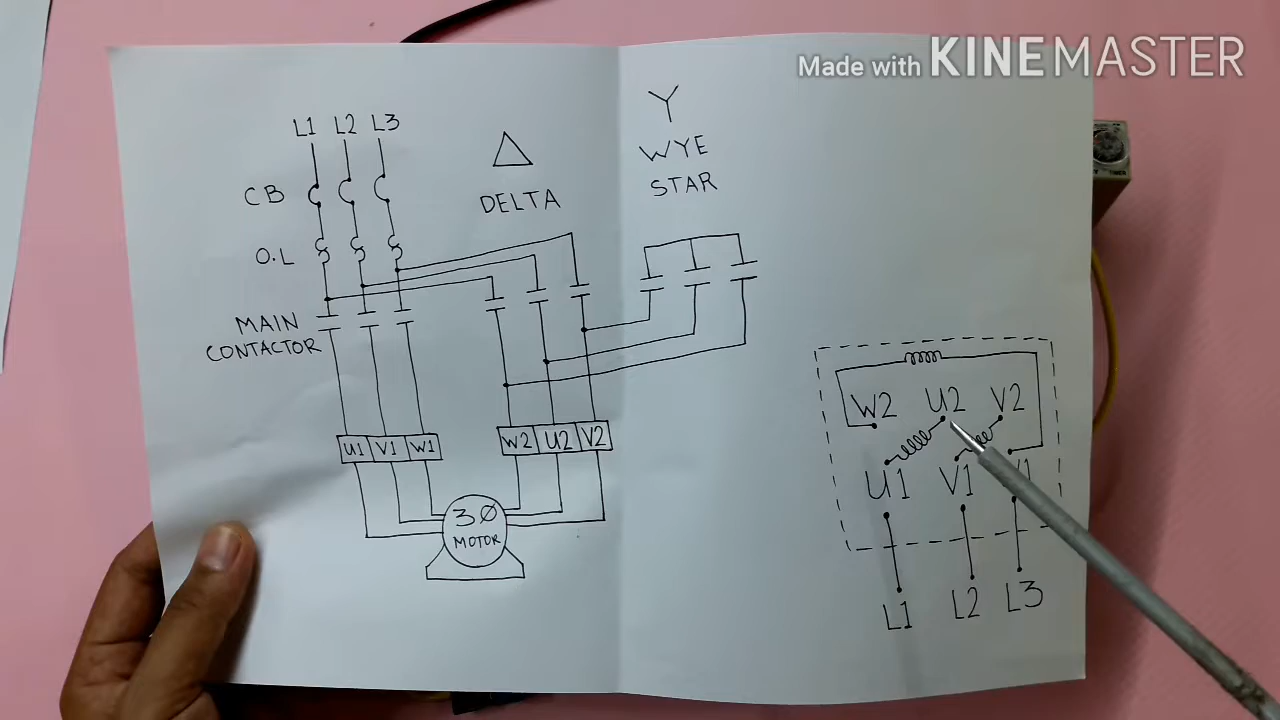 Made with KINEMASTER
Y
WYE
STAR
L1 L2 L3
DELTA
CB
O.L
MAIN
CONTACTOR
U1 V1 W1
W2 U2 V2
3Ø
MOTOR
W2 U2 V2
U1 V1
L1 L2 L3